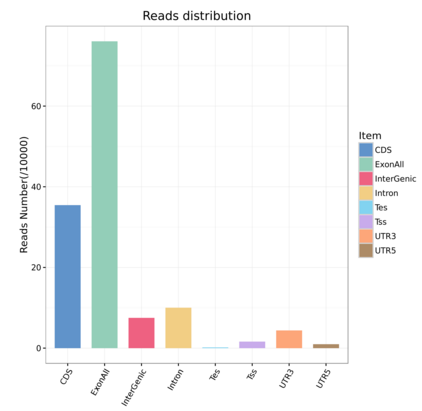 Reads distribution
Reads Number(/10000)
60
40
20
0
CDS
ExonAll
InterGenic
Intron
Tes
Tss
UTR3
UTR5
Item
CDS
ExonAll
InterGenic
Intron
Tes
Tss
UTR3
UTR5